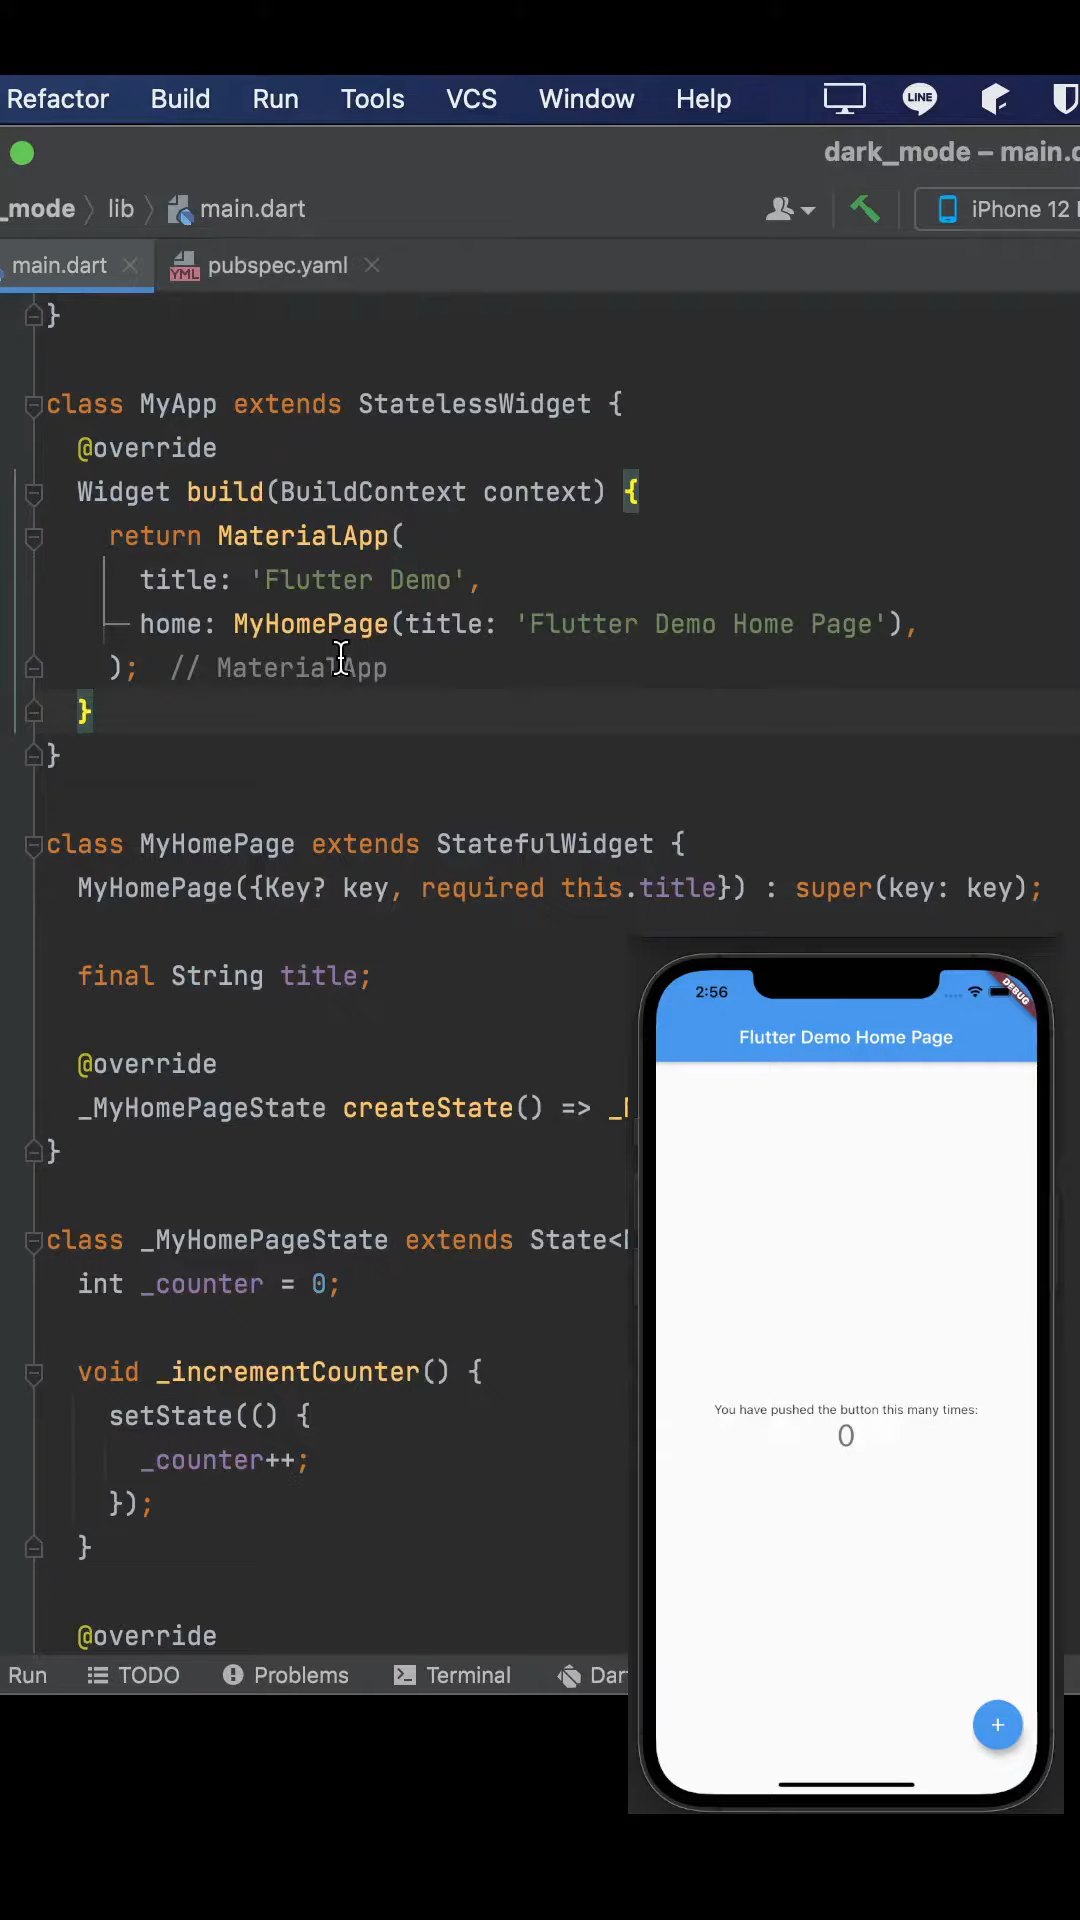 Refactor Build Run Tools VCS Window Help LINE
dark_mode – main.d
_mode lib main.dart iPhone 12
main.dart YML pubspec.yaml
}
class MyApp extends StatelessWidget {
@override
Widget build(BuildContext context) {
return MaterialApp(
title: 'Flutter Demo',
home: MyHomePage(title: 'Flutter Demo Home Page'),
); // MaterialApp
}
}
class MyHomePage extends StatefulWidget {
MyHomePage({Key? key, required this.title}) : super(key: key);
final String title;
@override
_MyHomePageState createState() => _
}
class _MyHomePageState extends State<
int _counter = 0;
void _incrementCounter() {
setState(() {
_counter++;
});
}
@override
Run TODO Problems Terminal Dar
2:56 DEBUG
Flutter Demo Home Page
You have pushed the button this many times:
0
+